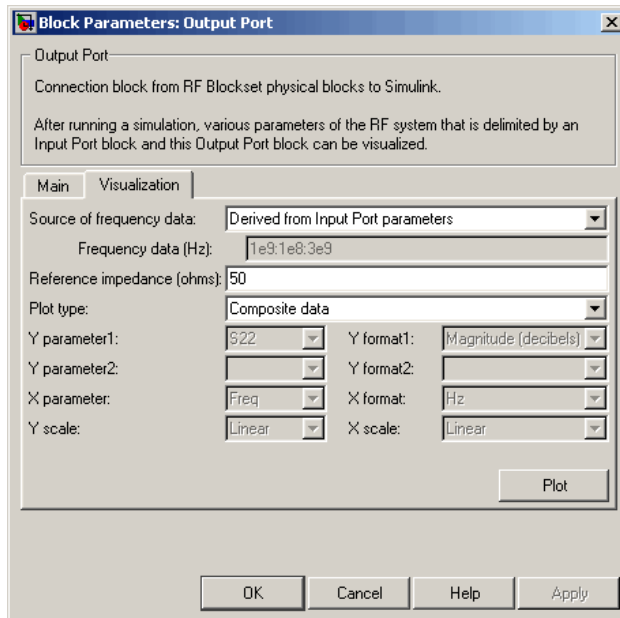 Block Parameters: Output Port
Output Port
Connection block from RF Blockset physical blocks to Simulink.
After running a simulation, various parameters of the RF system that is delimited by an
Input Port block and this Output Port block can be visualized.
Main Visualization
Source of frequency data: Derived from Input Port parameters
Frequency data (Hz): 1e9:1e8:3e9
Reference impedance (ohms): 50
Plot type: Composite data
Y parameter1: S22 Y format1: Magnitude (decibels)
Y parameter2: Y format2:
X parameter: Freq X format: Hz
Y scale: Linear X scale: Linear
Plot
OK Cancel Help Apply